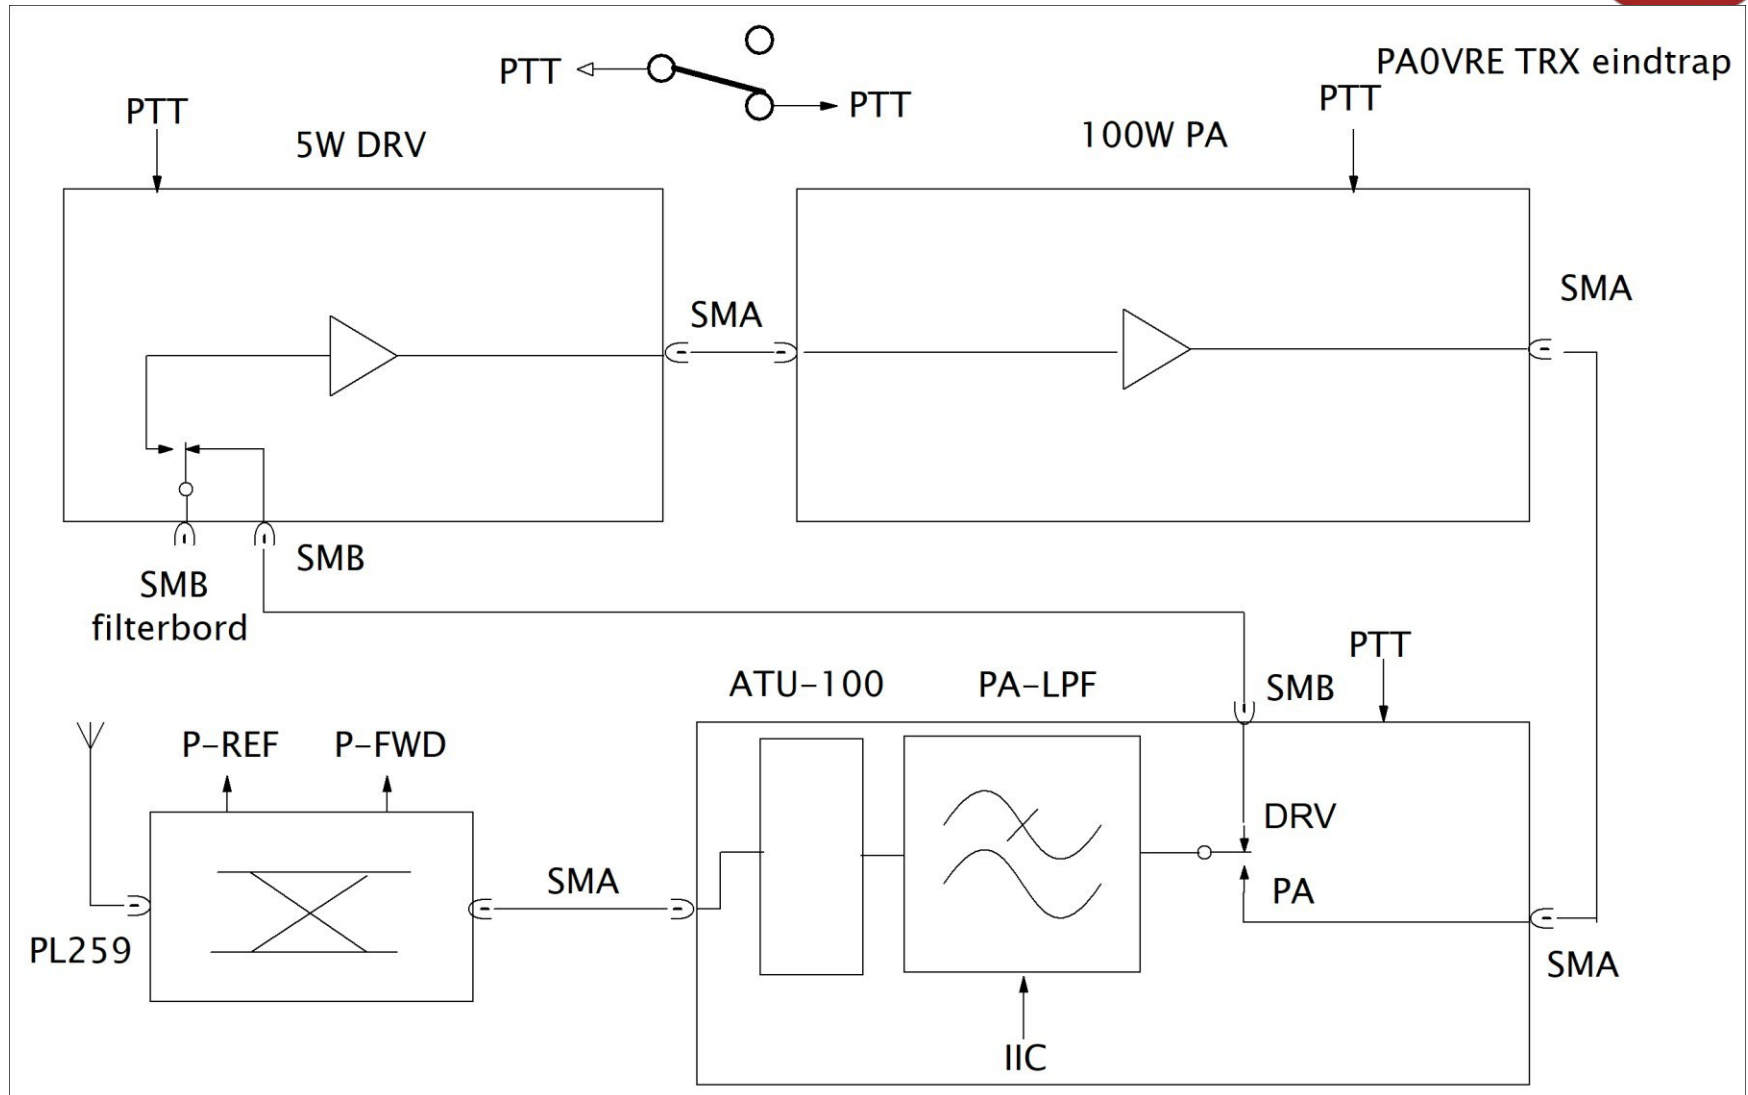 PA0VRE TRX eindtrap
PTT
PTT
PTT
PTT
5W DRV
100W PA
SMA
SMA
SMB
filterbord
SMB
PTT
ATU-100
PA-LPF
SMB
P-REF
P-FWD
DRV
SMA
PA
PL259
SMA
IIC